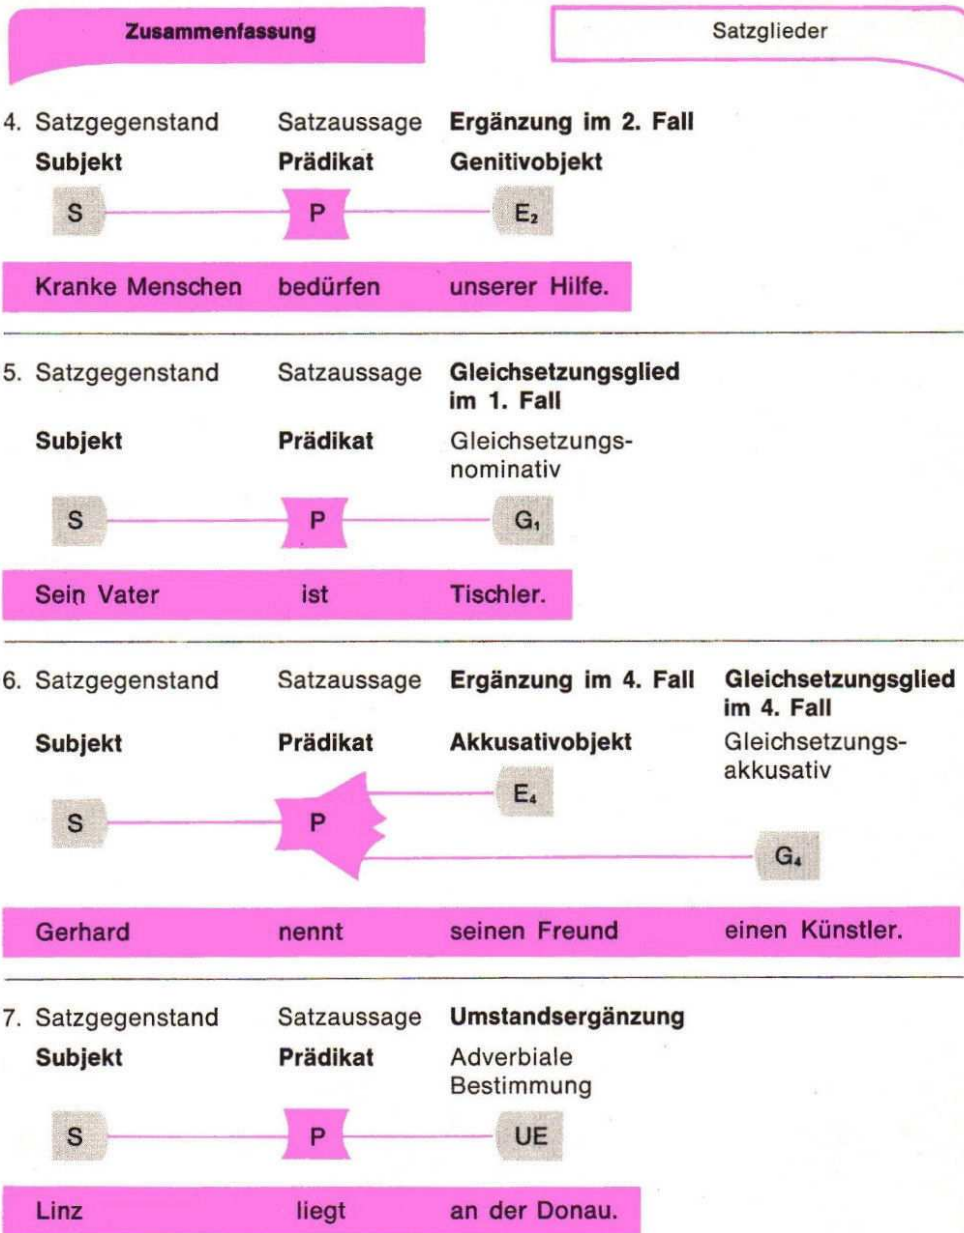 Zusammenfassung Satzglieder
4. Satzgegenstand Satzaussage Ergänzung im 2. Fall
Subjekt Prädikat Genitivobjekt
S P E₂
Kranke Menschen bedürfen unserer Hilfe.
5. Satzgegenstand Satzaussage Gleichsetzungsglied
im 1. Fall
Subjekt Prädikat Gleichsetzungs-
nominativ
S P G₁
Sein Vater ist Tischler.
6. Satzgegenstand Satzaussage Ergänzung im 4. Fall Gleichsetzungsglied
im 4. Fall
Subjekt Prädikat Akkusativobjekt Gleichsetzungs-
akkusativ
S P E₄
G₄
Gerhard nennt seinen Freund einen Künstler.
7. Satzgegenstand Satzaussage Umstandsergänzung
Subjekt Prädikat Adverbiale
Bestimmung
S P UE
Linz liegt an der Donau.